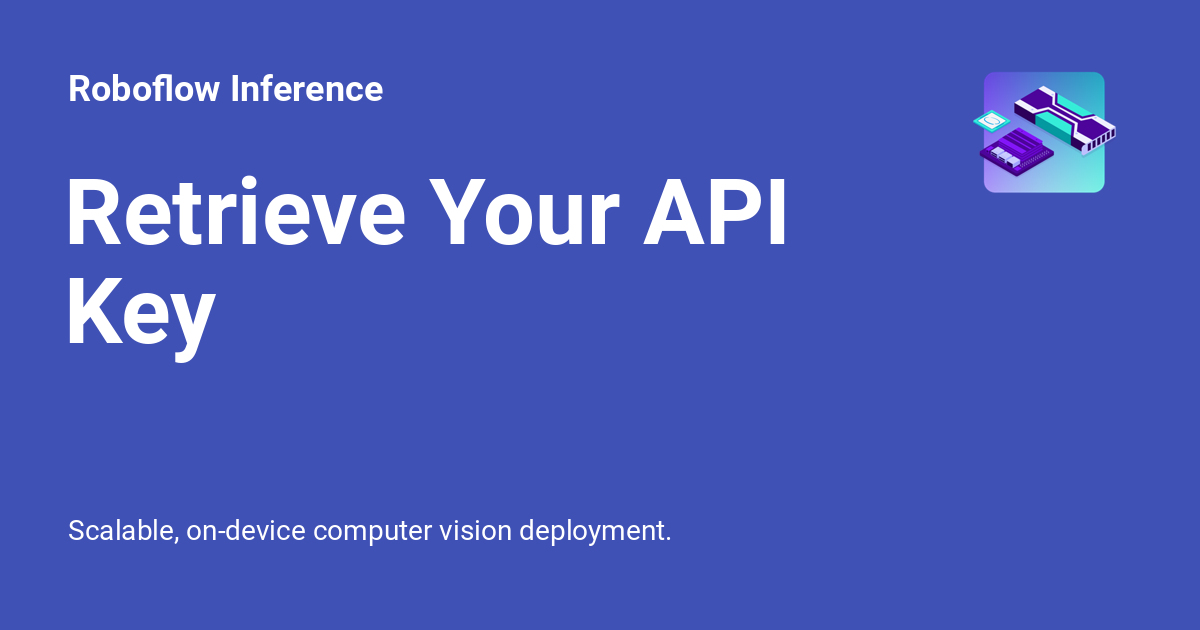 Roboflow Inference
Retrieve Your API
Key
Scalable, on-device computer vision deployment.